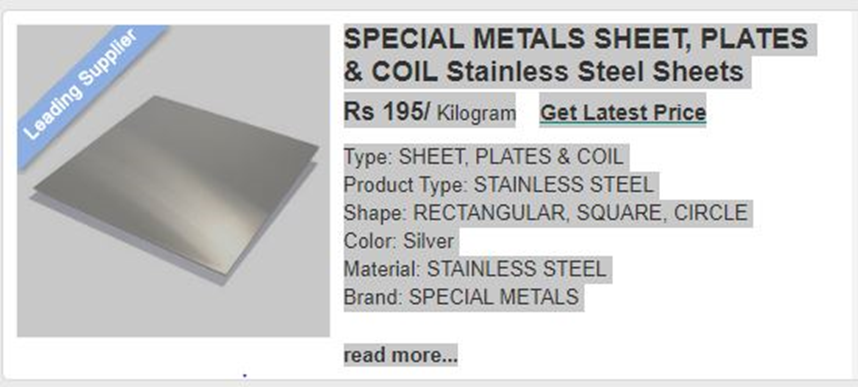 Leading Supplier
SPECIAL METALS SHEET, PLATES
& COIL Stainless Steel Sheets
Rs 195/ Kilogram Get Latest Price
Type: SHEET, PLATES & COIL
Product Type: STAINLESS STEEL
Shape: RECTANGULAR, SQUARE, CIRCLE
Color: Silver
Material: STAINLESS STEEL
Brand: SPECIAL METALS
read more...